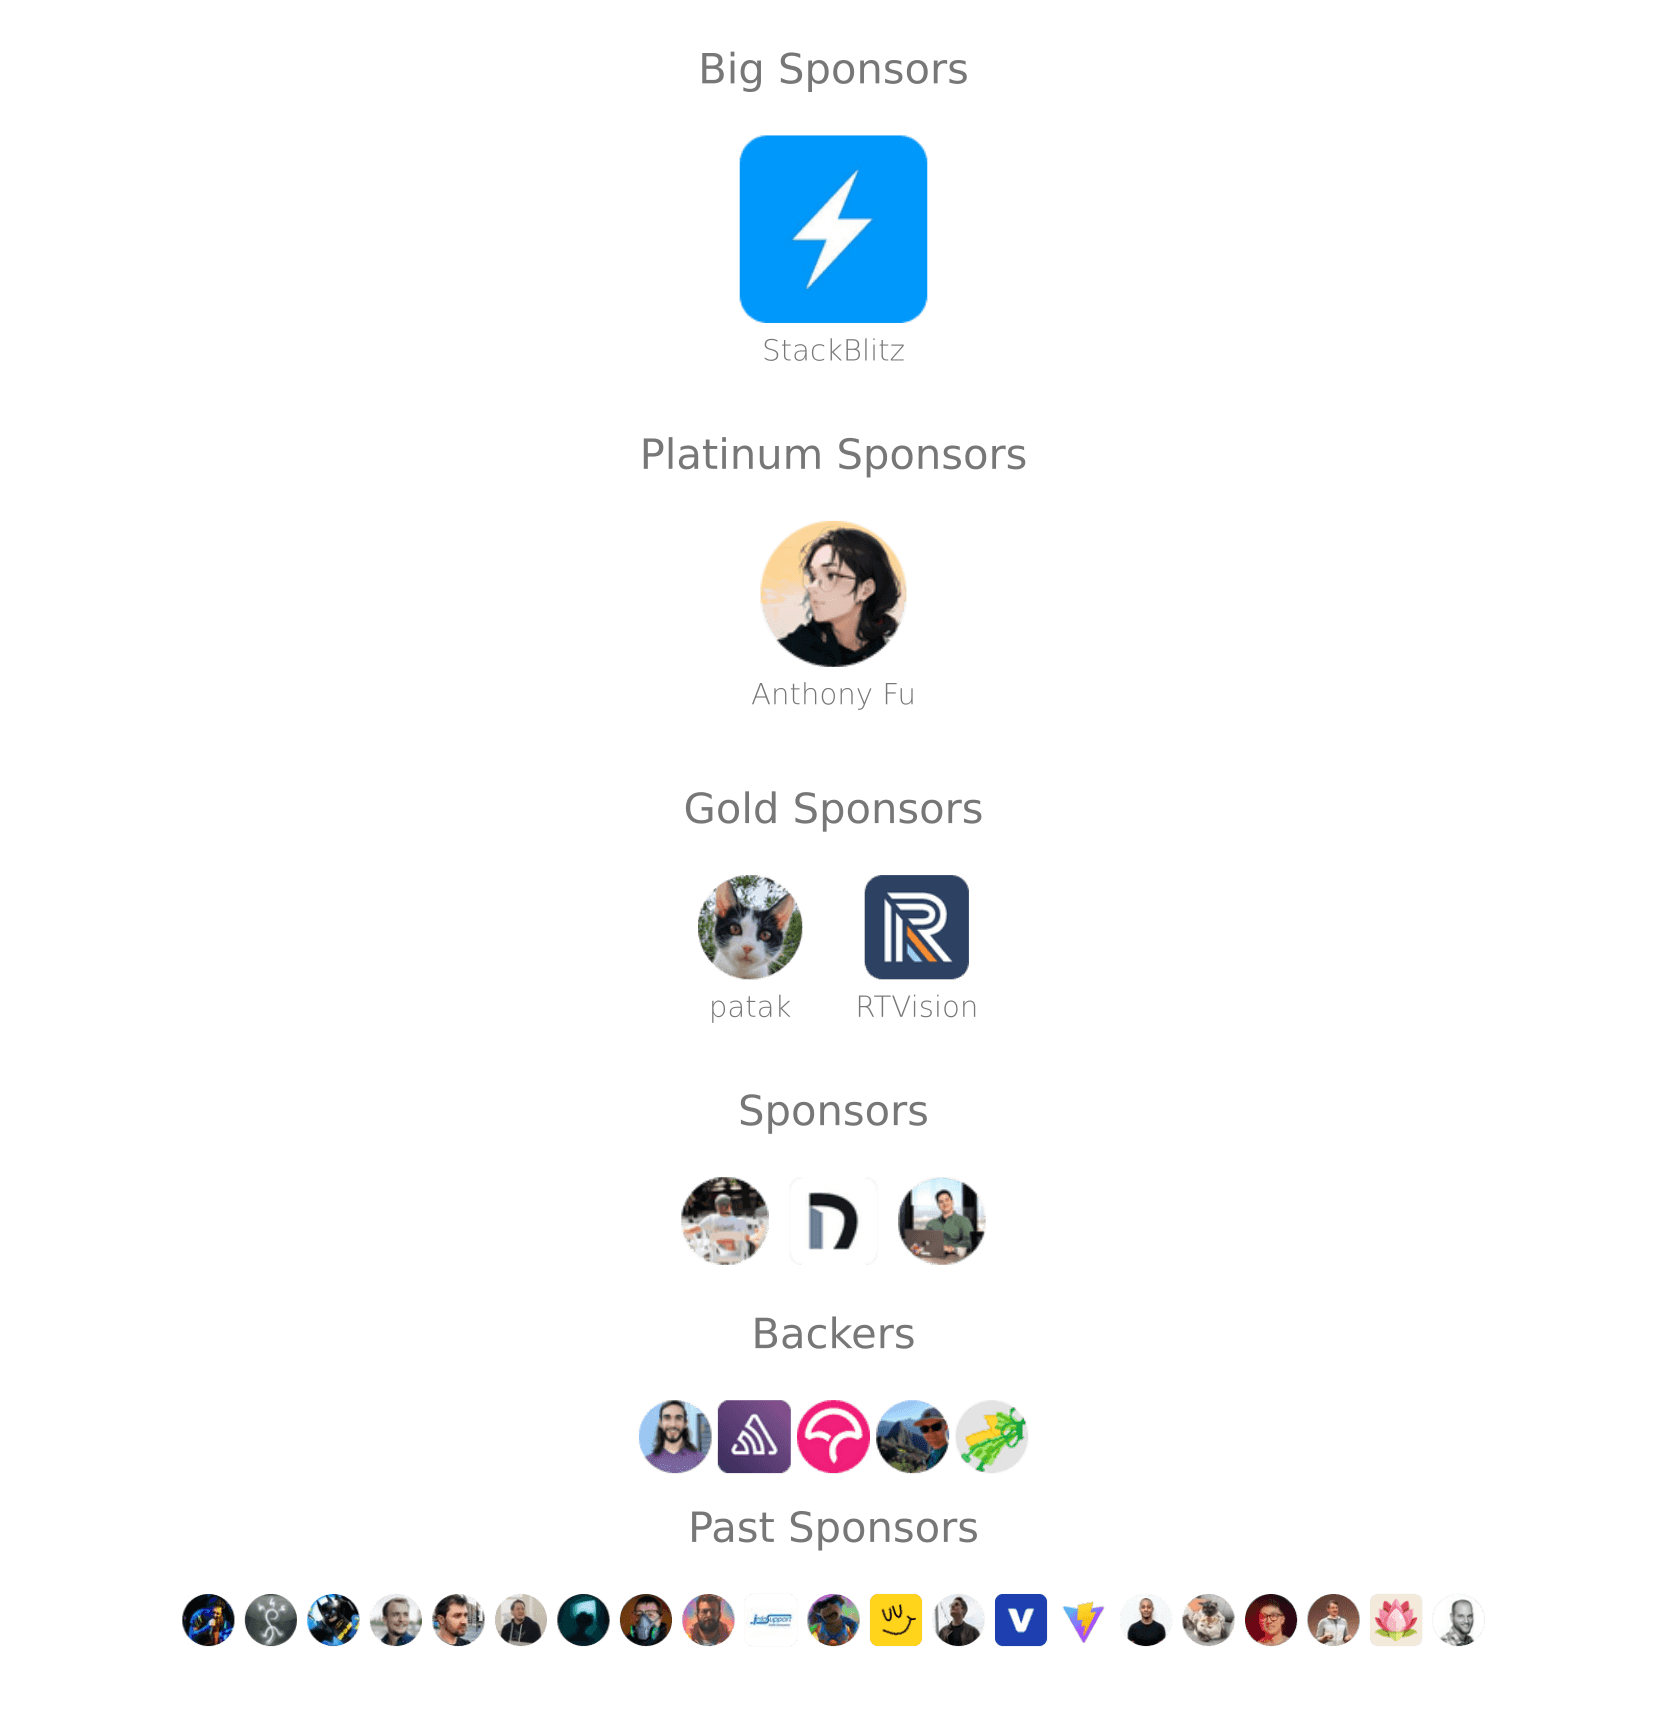 Big Sponsors
StackBlitz
Platinum Sponsors
Anthony Fu
Gold Sponsors
patak
RTVision
Sponsors
Backers
Past Sponsors
V